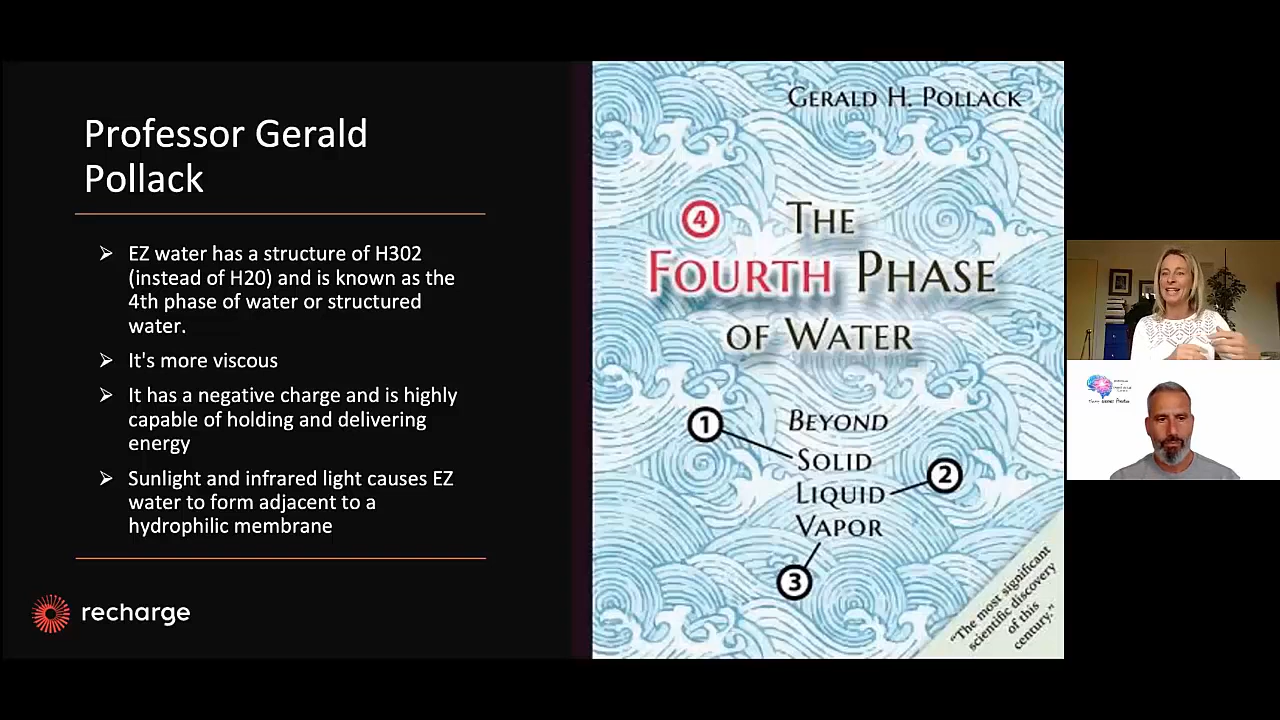 Professor Gerald
Pollack
EZ water has a structure of H302
(instead of H20) and is known as the
4th phase of water or structured
water.
It's more viscous
It has a negative charge and is highly
capable of holding and delivering
energy
Sunlight and infrared light causes EZ
water to form adjacent to a
hydrophilic membrane
recharge
GERALD H. POLLACK
4 THE
FOURTH PHASE
OF WATER
1 BEYOND
SOLID
LIQUID 2
VAPOR
3
"The most significant
scientific discovery
of this
century."